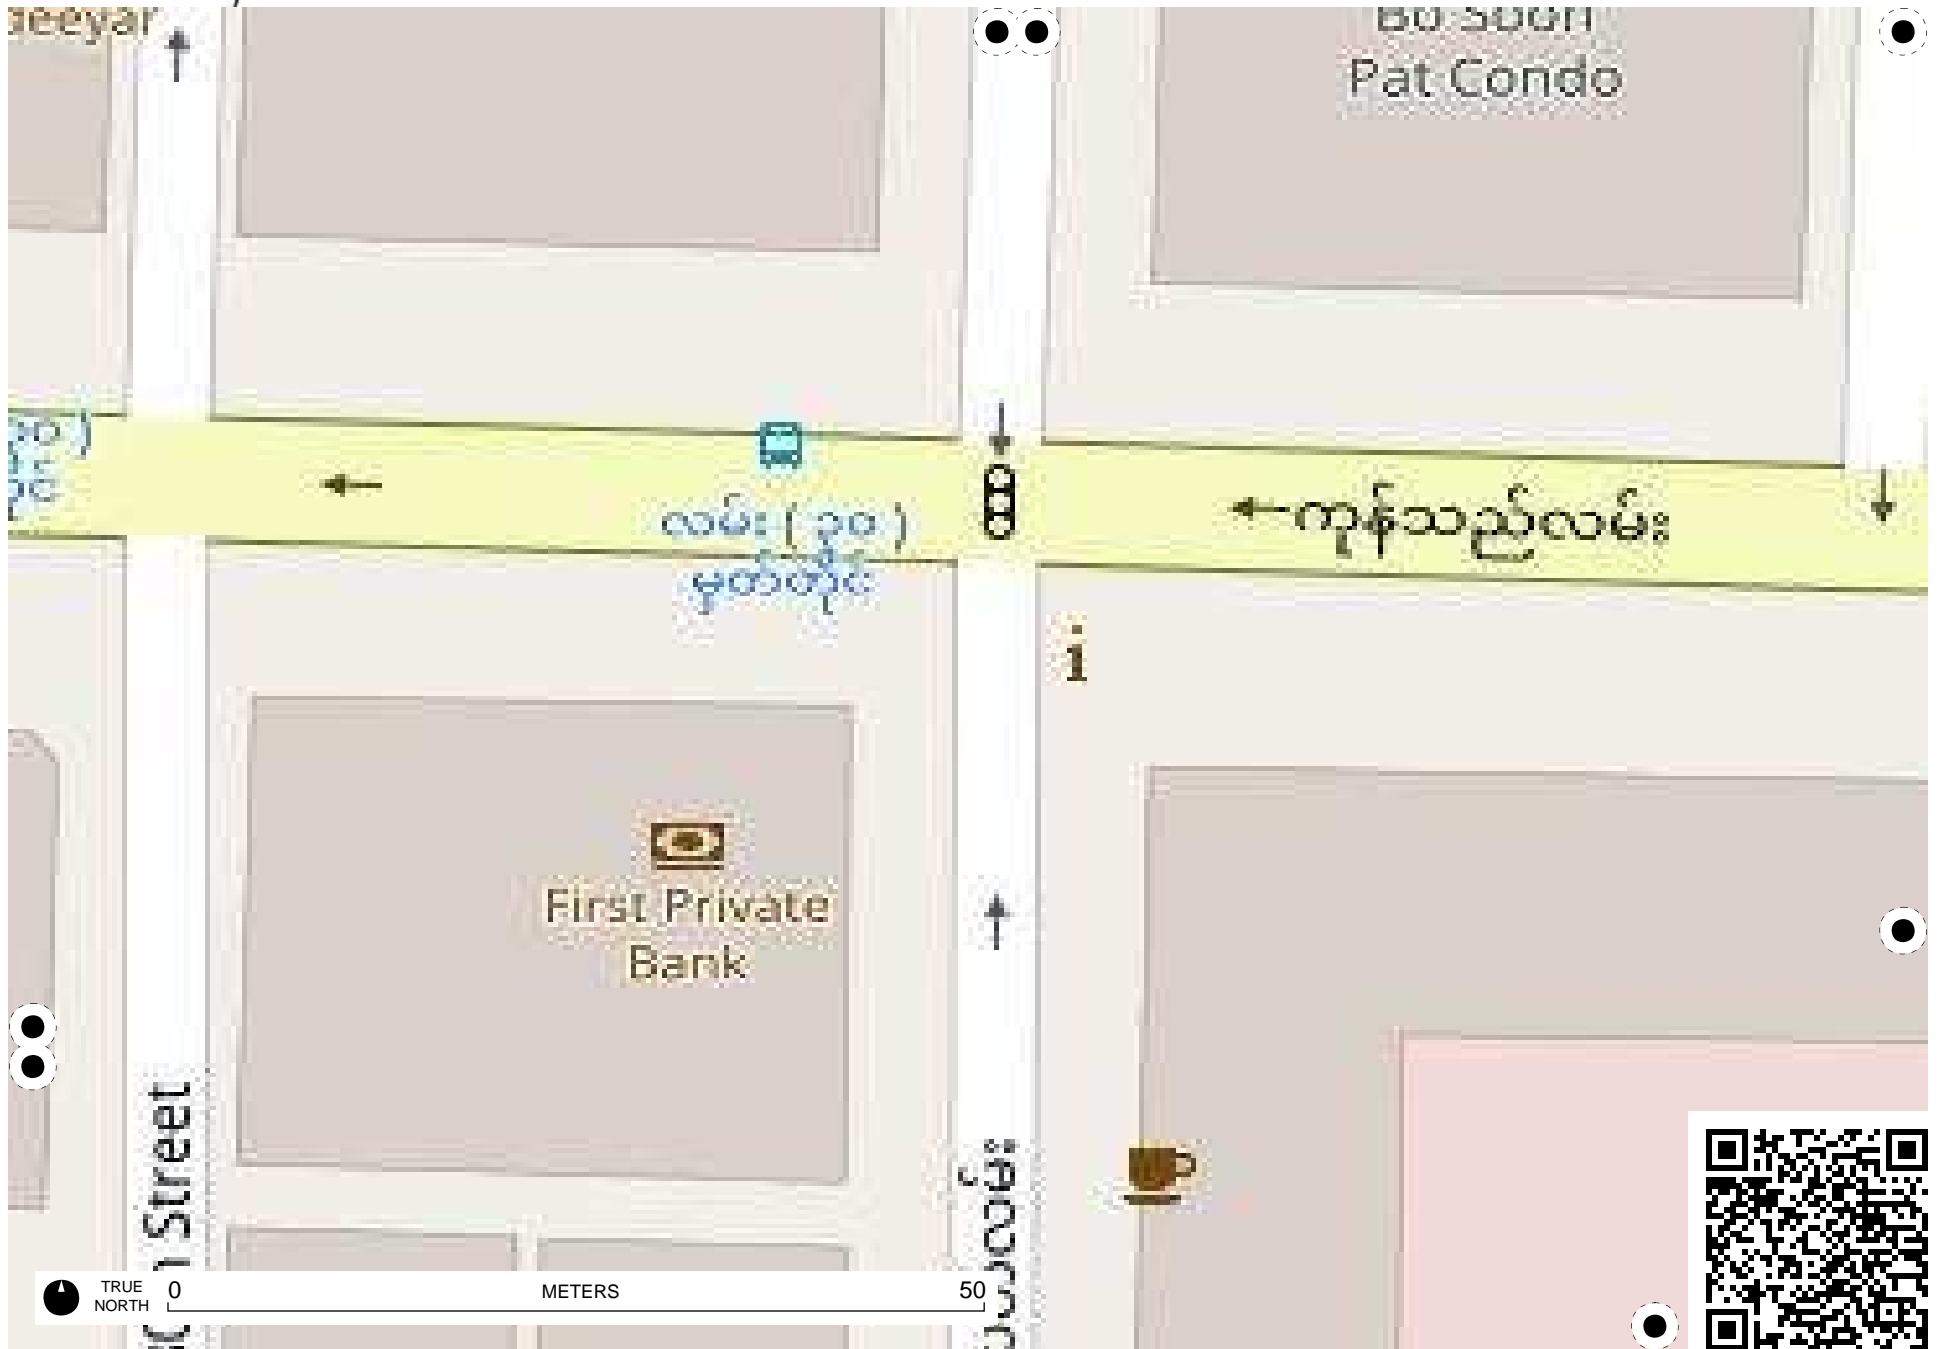 Pat Condo
လမ်း ( ၃၀ )
မှတ်တိုင်
ကုန်သည်လမ်း
First Private
Bank
Street
TRUE
NORTH
0
METERS
50